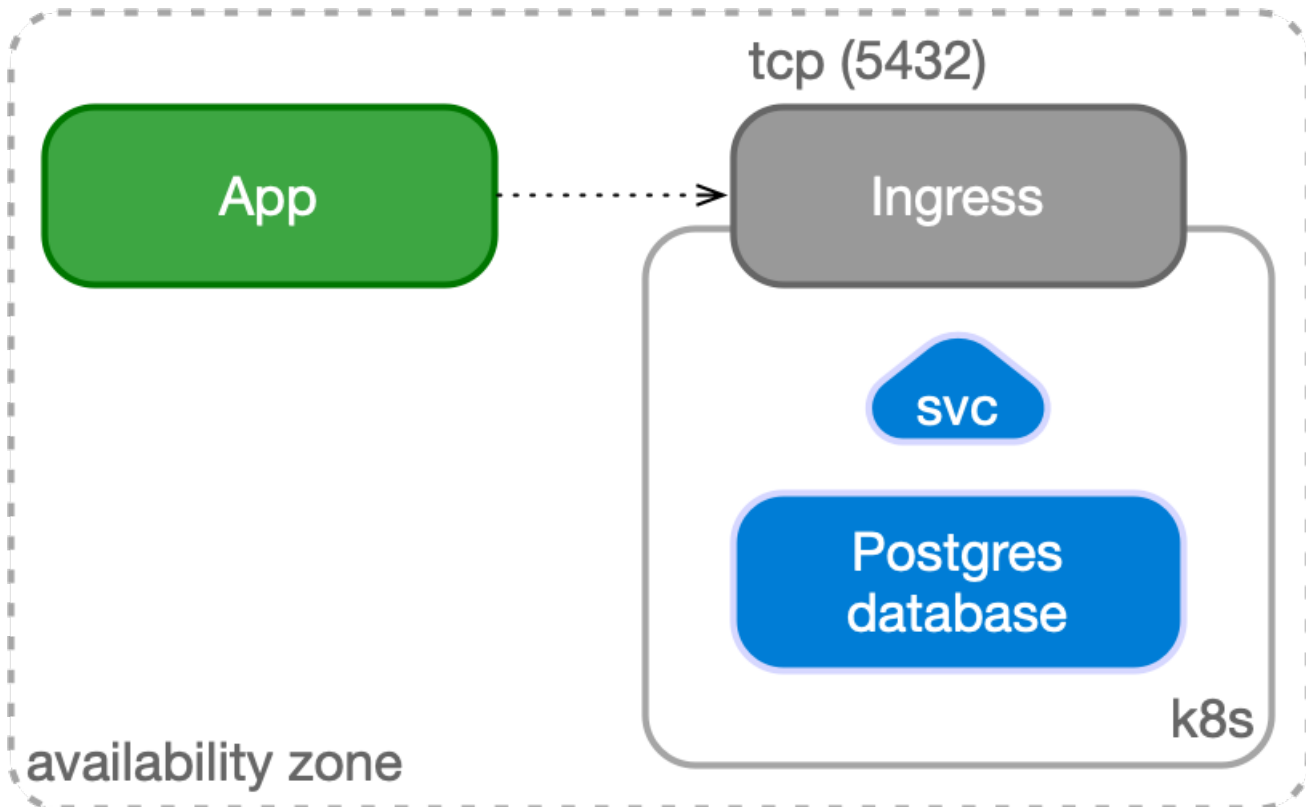 tcp (5432)
App
Ingress
svc
Postgres
database
k8s
availability zone